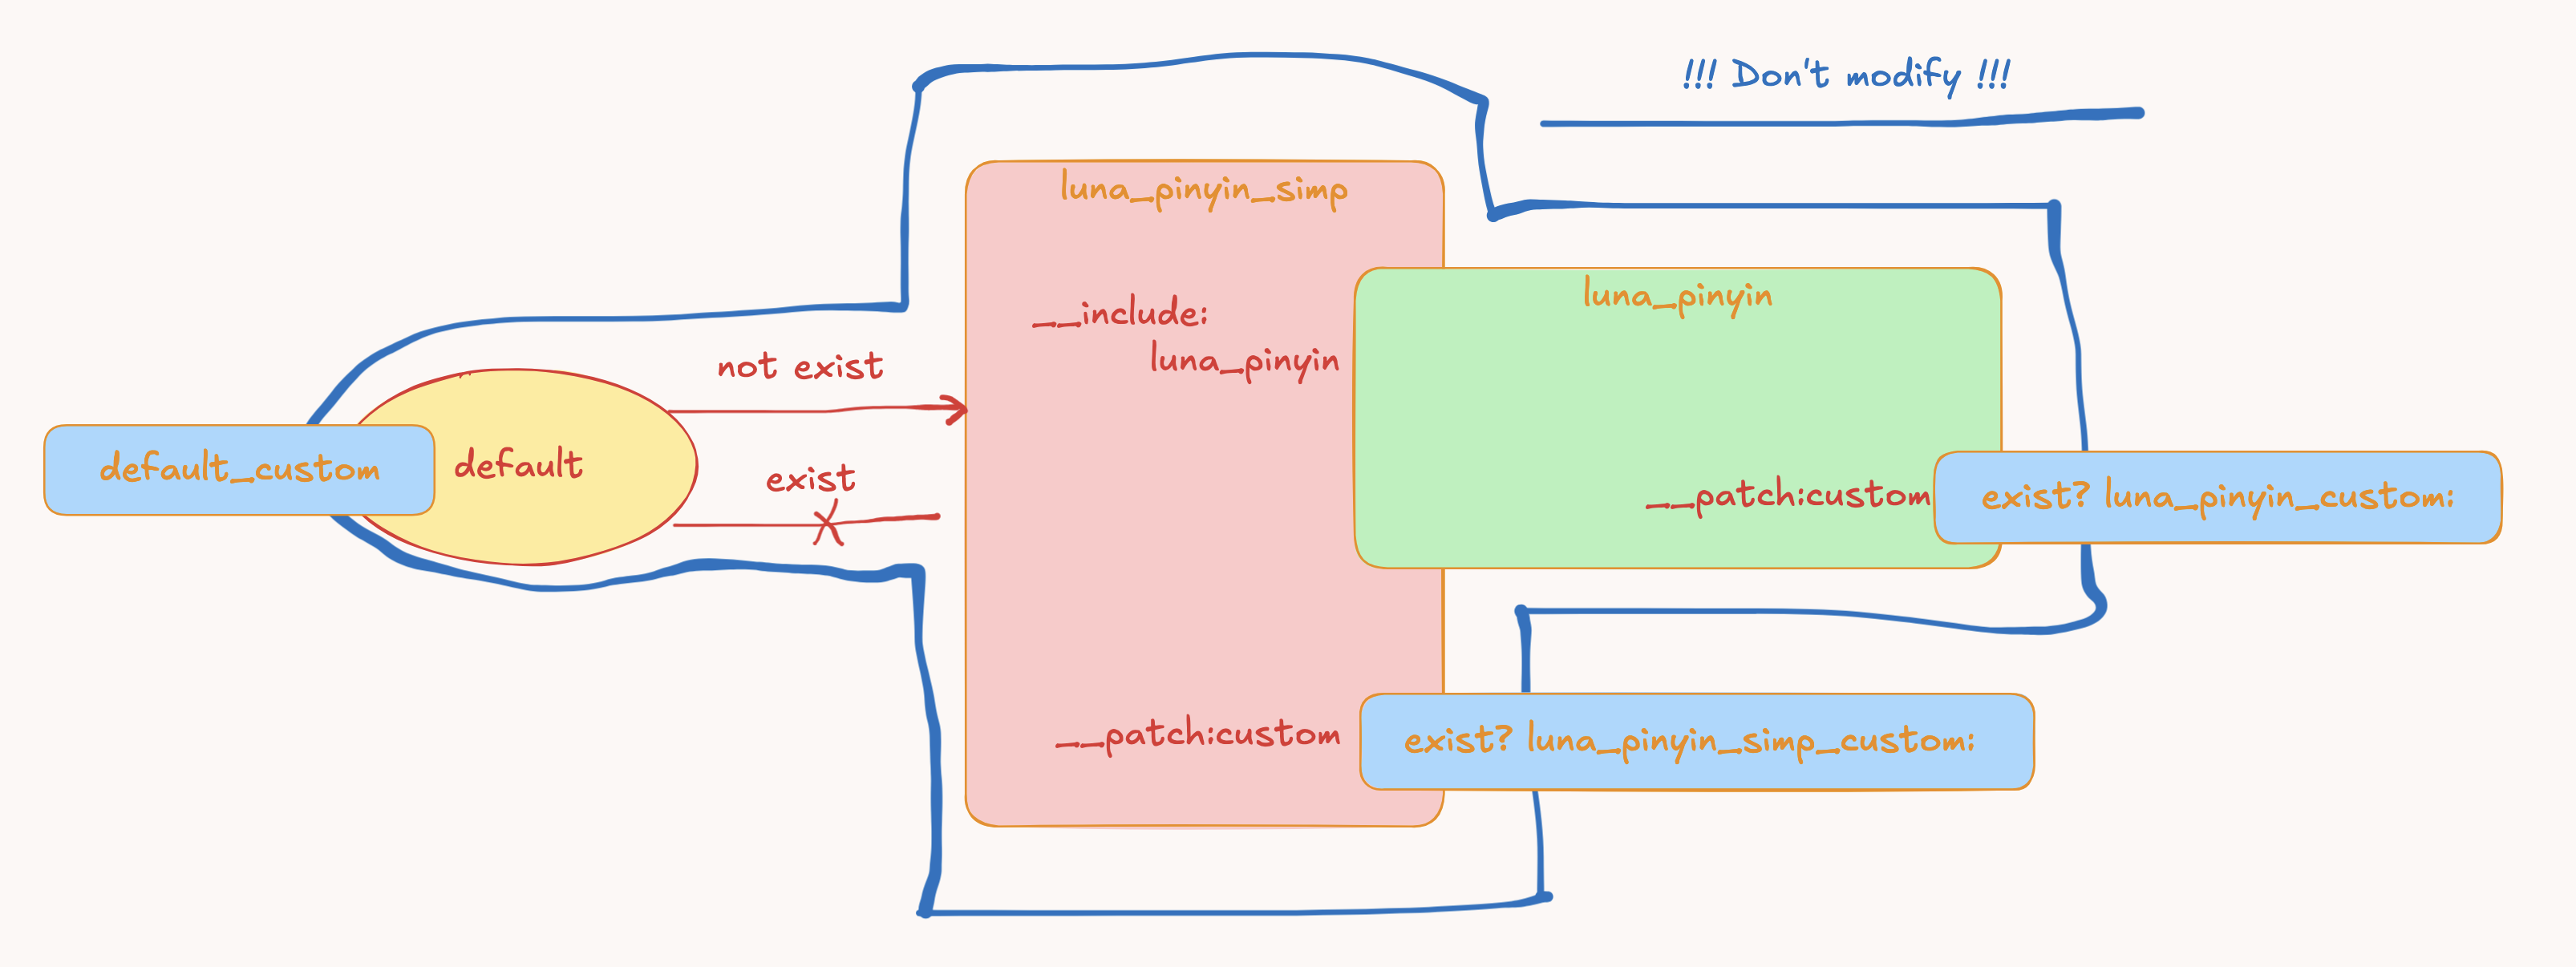 !!! Don't modify !!!
luna_pinyin_simp
__include:
luna_pinyin
luna_pinyin
not exist
default_custom
default
exist
__patch:custom
exist? luna_pinyin_custom:
__patch:custom
exist? luna_pinyin_simp_custom: